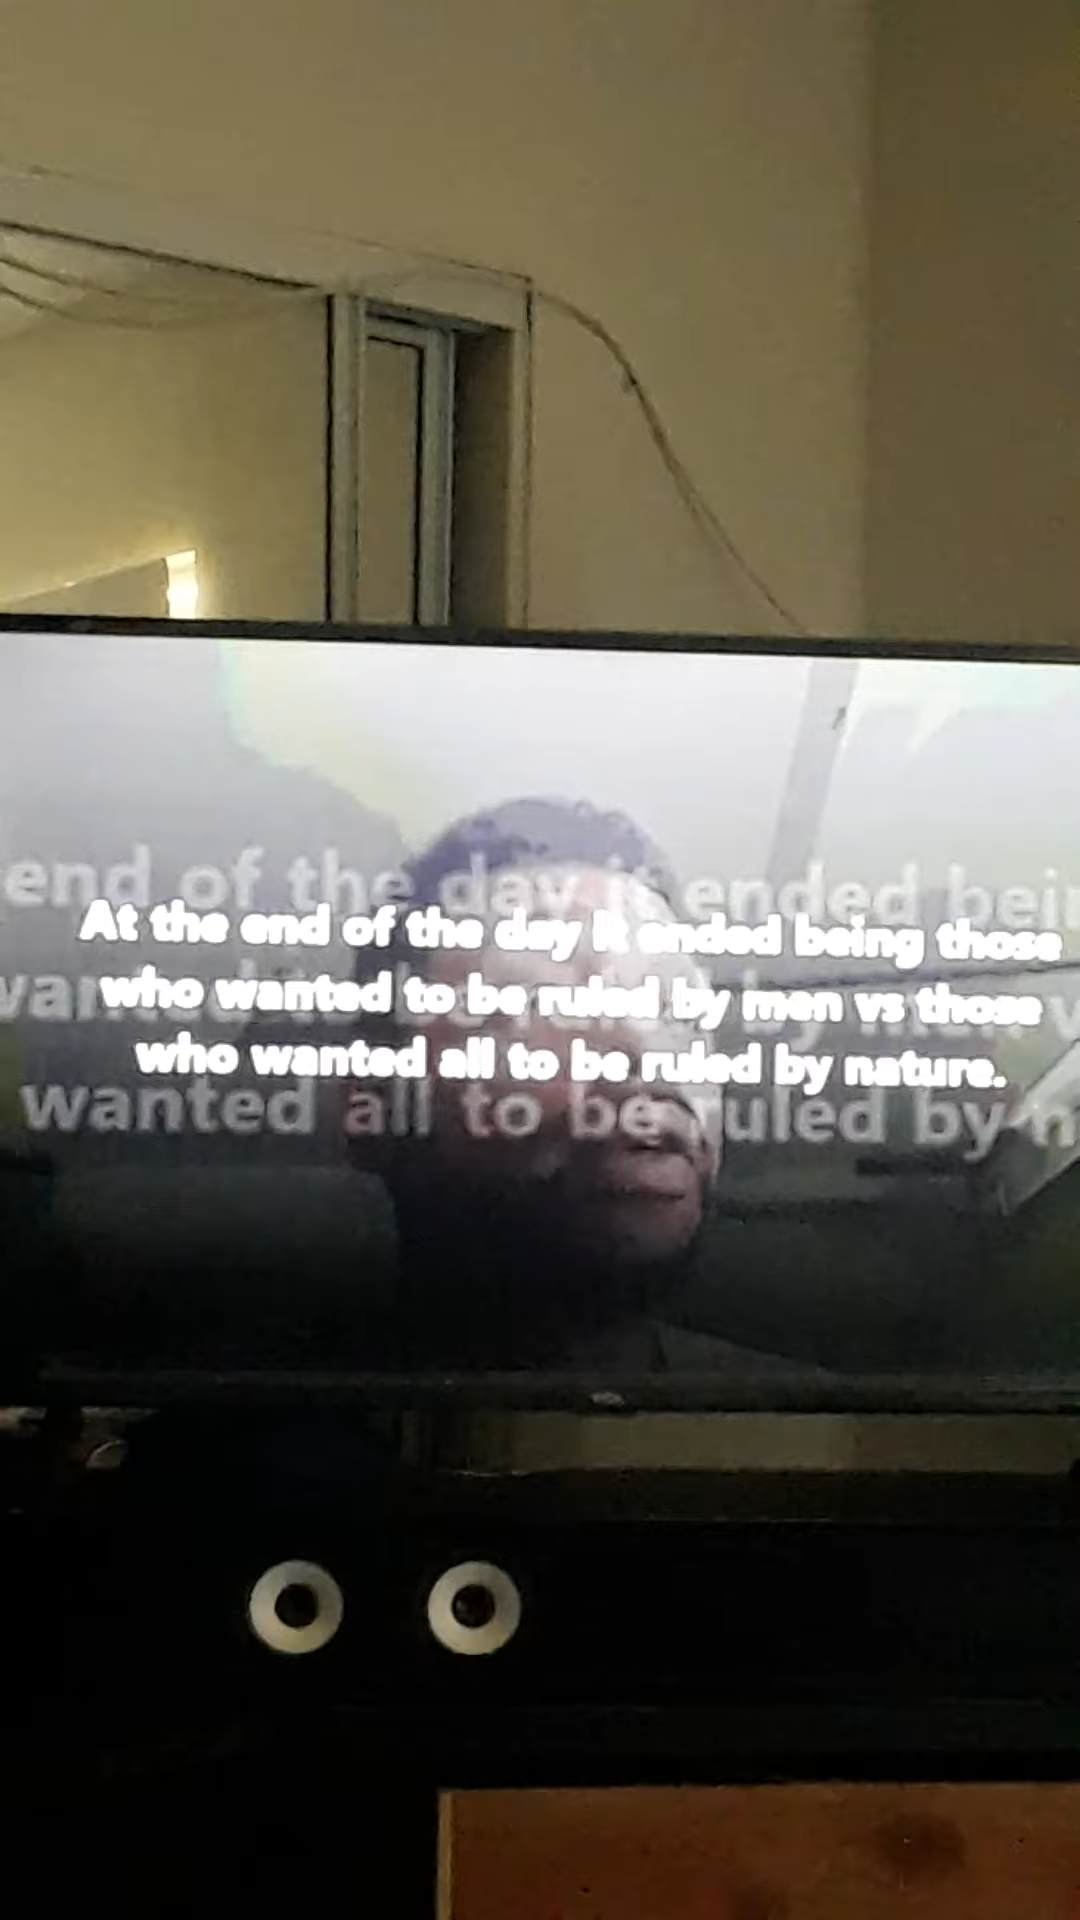 end of the day it ended bei
At the end of the day it ended being those
who wanted to be ruled by men vs those
who wanted all to be ruled by nature.
wanted all to be ruled by n